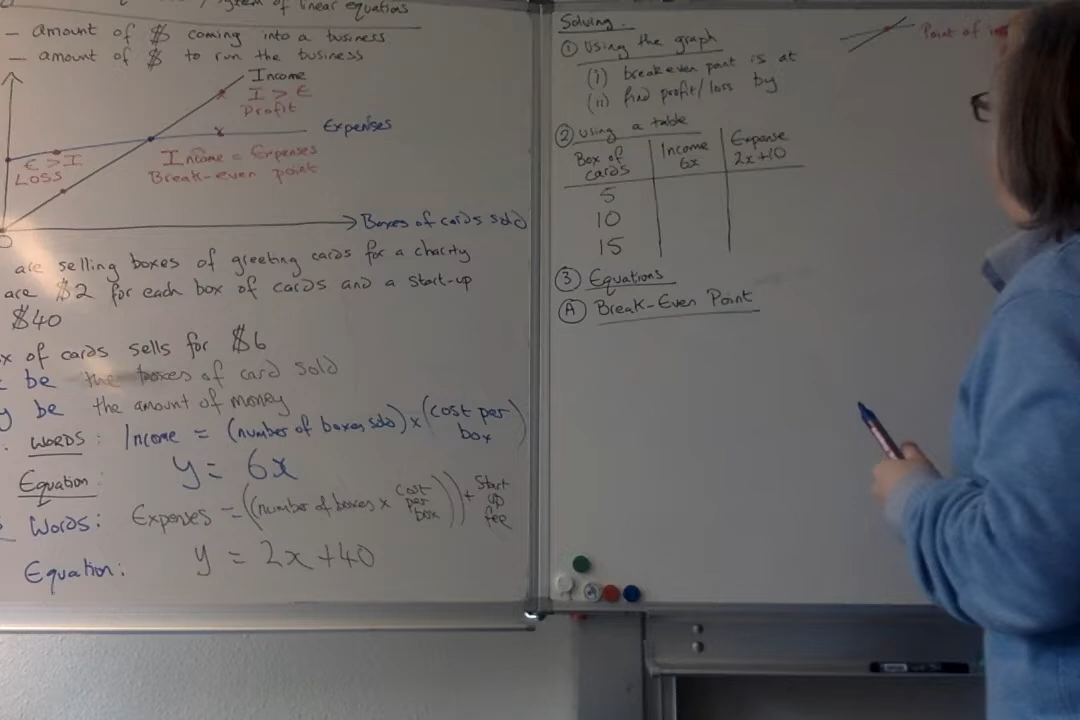 system of linear equations
— amount of $ coming into a business
— amount of $ to run the business
Income
I > E
Profit
Expenses
E > I
LOSS
Income = Expenses
Break-even point
O
Boxes of cards sold
are selling boxes of greeting cards for a charity
are $2 for each box of cards and a start-up
$40
x of cards sells for $6
be the boxes of card sold
y be the amount of money
WORDS: Income = (number of boxes sold) × (cost per box)
Equation
y = 6x
Words: Expenses = ((number of boxes × cost per box)) + Start up fee
Equation: y = 2x + 40
Solving.
① Using the graph
(i) break even point is at
(ii) find profit/loss by
② Using a table
Box of cards Income 6x Expense 2x+10
5
10
15
③ Equations
Ⓐ Break-Even Point
Point of